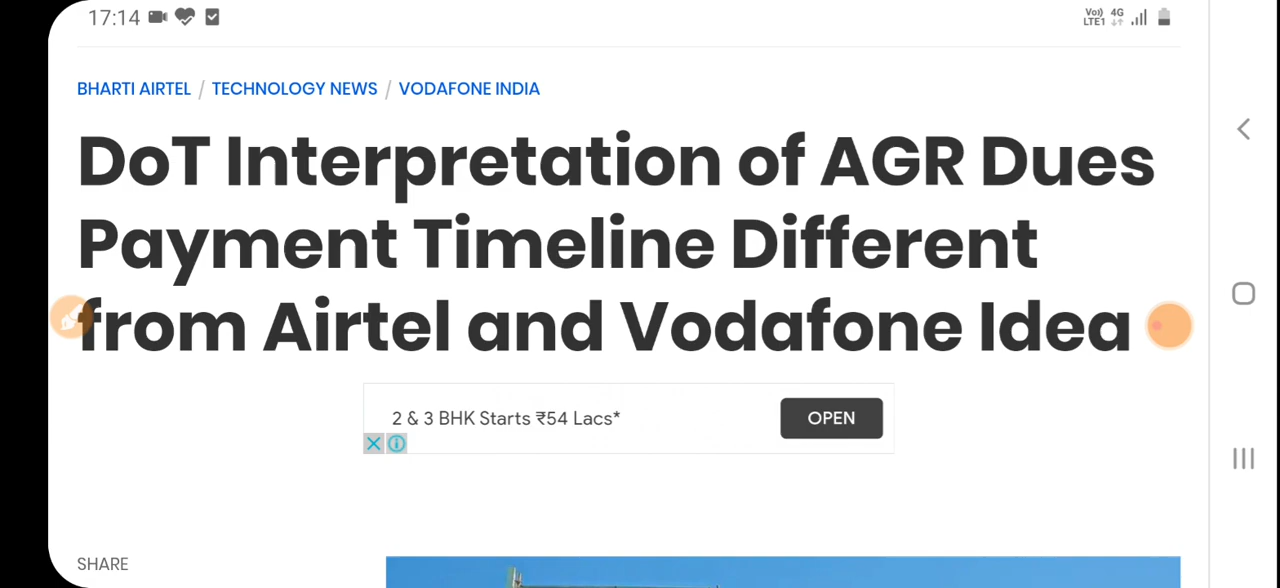 17:14
Vo)) 4G
LTE1
BHARTI AIRTEL / TECHNOLOGY NEWS / VODAFONE INDIA
DoT Interpretation of AGR Dues
Payment Timeline Different
from Airtel and Vodafone Idea
2 & 3 BHK Starts ₹54 Lacs*
OPEN
SHARE